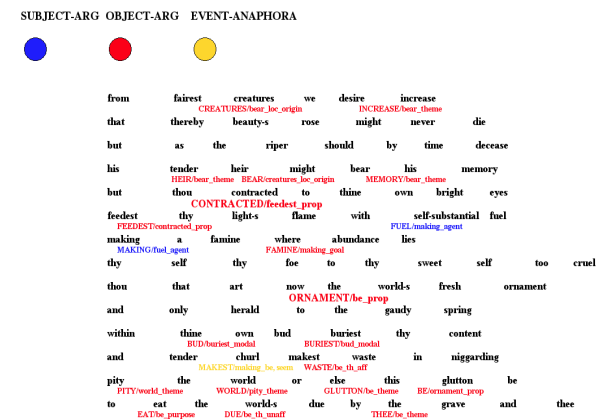 SUBJECT-ARG OBJECT-ARG EVENT-ANAPHORA
from fairest creatures we desire increase
CREATURES/bear_loc_origin INCREASE/bear_theme
that thereby beauty-s rose might never die
but as the riper should by time decease
his tender heir might bear his memory
HEIR/bear_theme BEAR/creatures_loc_origin MEMORY/bear_theme
but thou contracted to thine own bright eyes
CONTRACTED/feedest_prop
feedest thy light-s flame with self-substantial fuel
FEEDEST/contracted_prop FUEL/making_agent
making a famine where abundance lies
MAKING/fuel_agent FAMINE/making_goal
thy self thy foe to thy sweet self too cruel
thou that art now the world-s fresh ornament
ORNAMENT/be_prop
and only herald to the gaudy spring
within thine own bud buriest thy content
BUD/buriest_modal BURIEST/bud_modal
and tender churl makest waste in niggarding
MAKEST/making_be, seem WASTE/be_th_aff
pity the world or else this glutton be
PITY/world_theme WORLD/pity_theme GLUTTON/be_theme BE/ornament_prop
to eat the world-s due by the grave and thee
EAT/be_purpose DUE/be_th_unaff THEE/be_theme